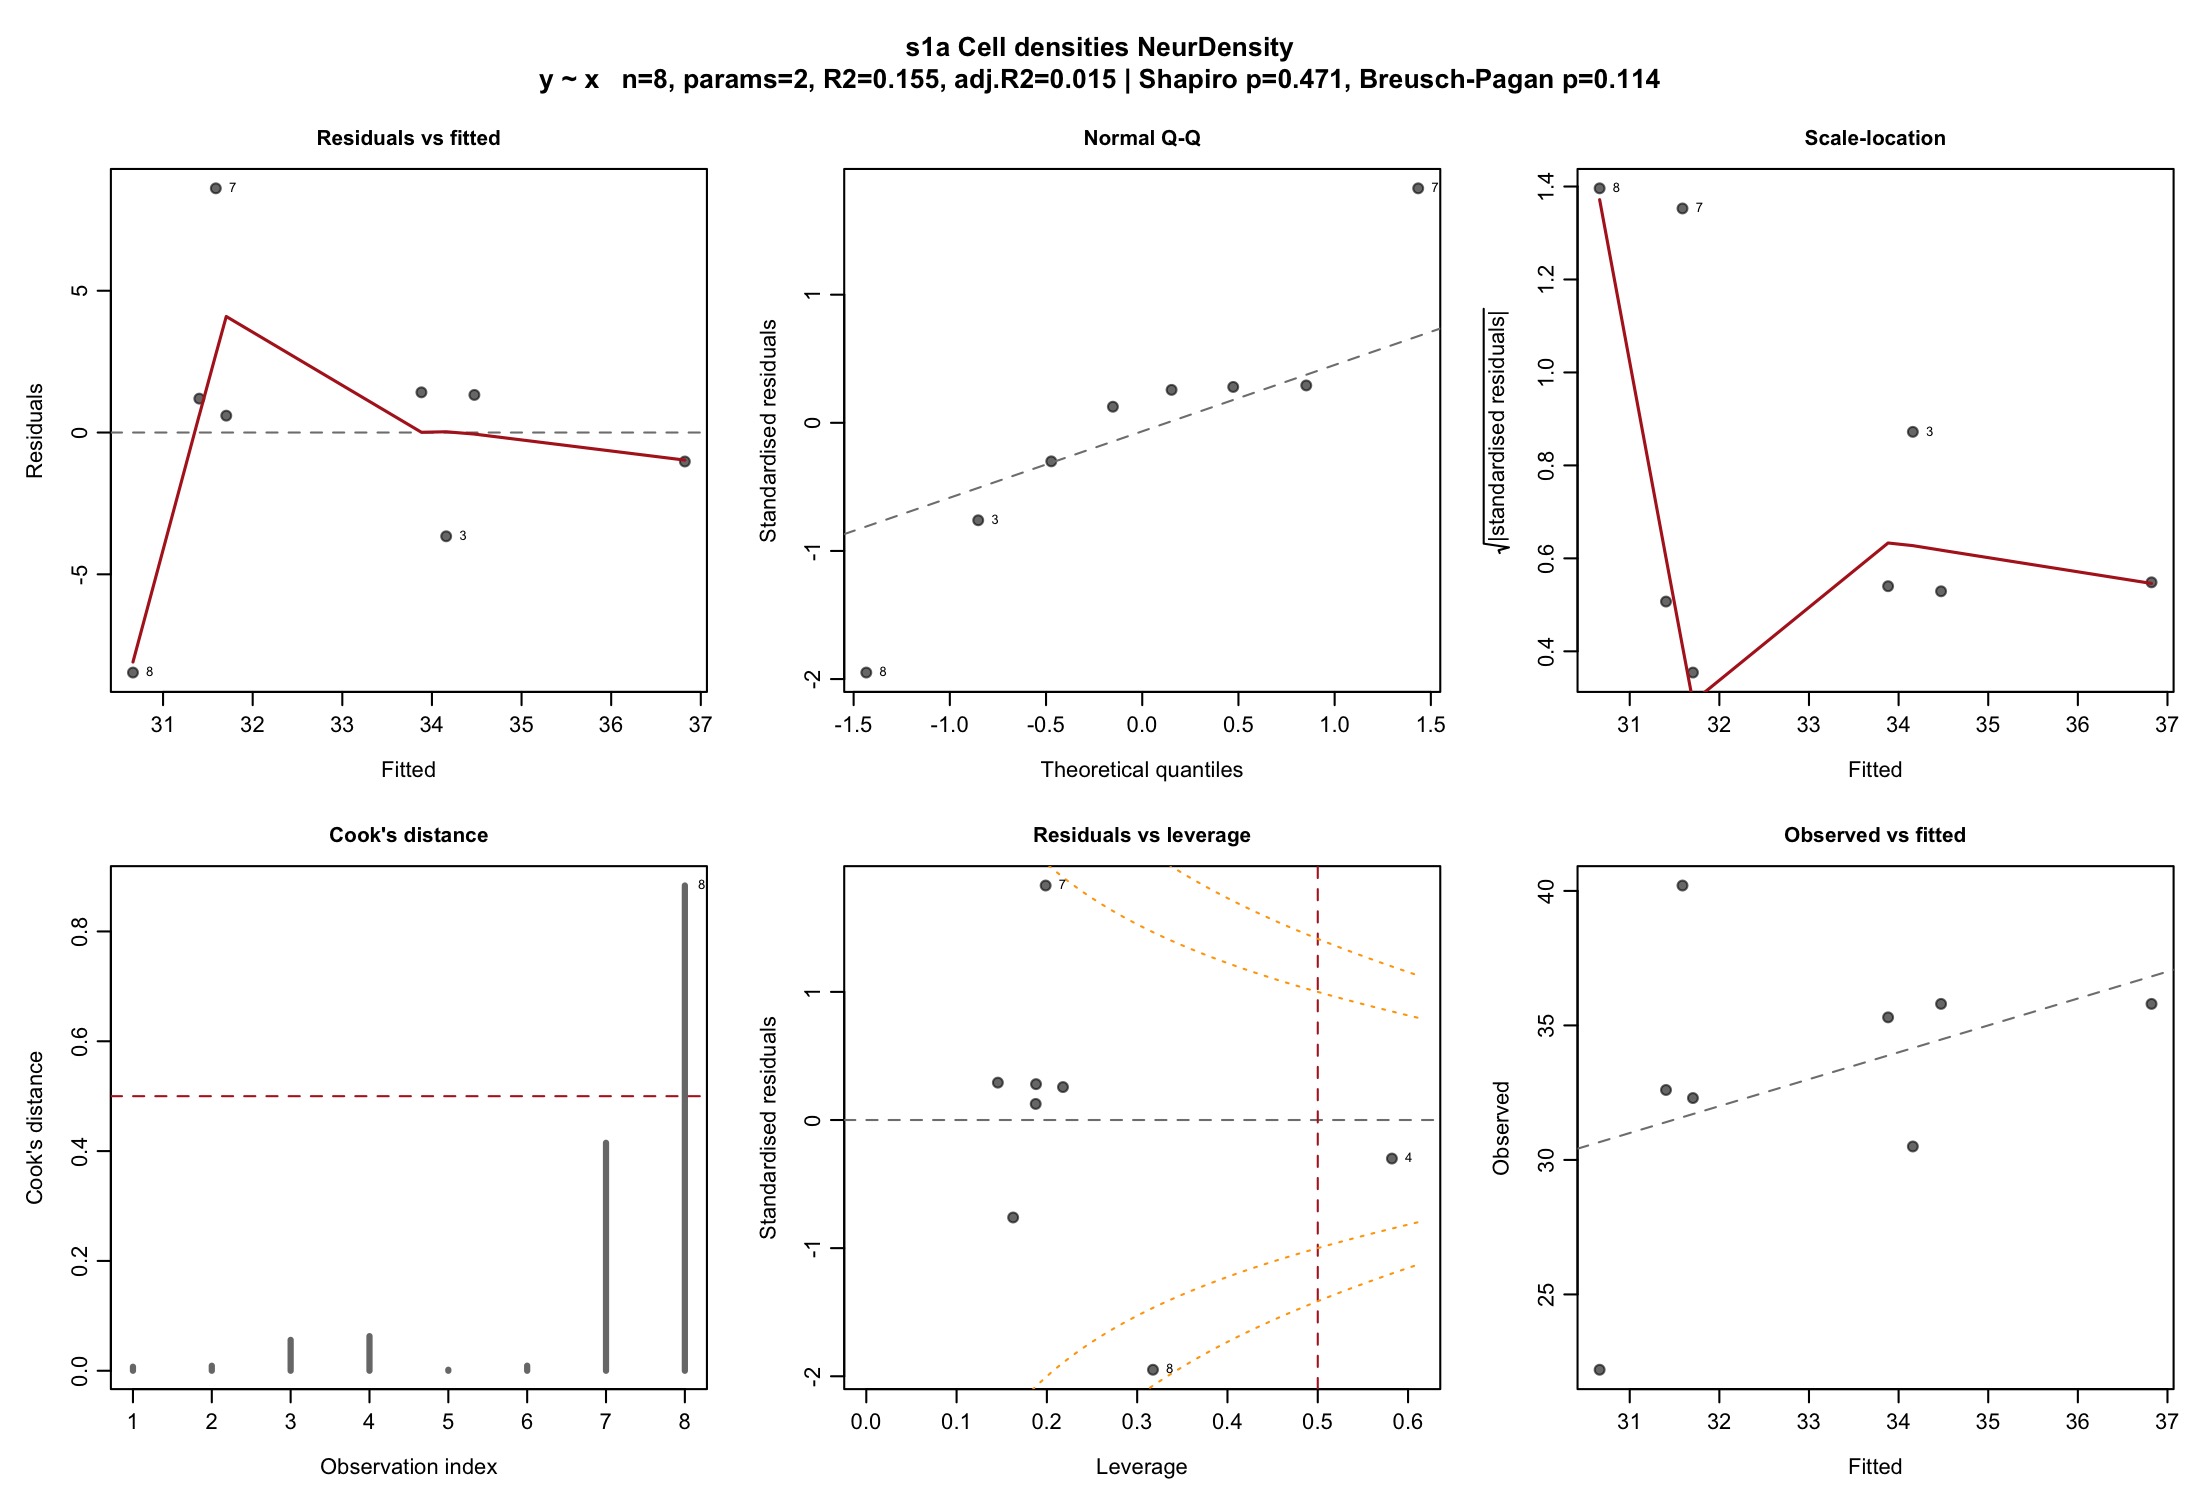 s1a Cell densities NeurDensity
y ~ x   n=8, params=2, R2=0.155, adj.R2=0.015 | Shapiro p=0.471, Breusch-Pagan p=0.114
Residuals vs fitted
Residuals
5
0
-5
7
3
8
31 32 33 34 35 36 37
Fitted
Normal Q-Q
Standardised residuals
1
0
-1
-2
7
3
8
-1.5 -1.0 -0.5 0.0 0.5 1.0 1.5
Theoretical quantiles
Scale-location
√|standardised residuals|
1.4
1.2
1.0
0.8
0.6
0.4
8
7
3
31 32 33 34 35 36 37
Fitted
Cook's distance
Cook's distance
0.8
0.6
0.4
0.2
0.0
8
1 2 3 4 5 6 7 8
Observation index
Residuals vs leverage
Standardised residuals
1
0
-1
-2
7
4
8
0.0 0.1 0.2 0.3 0.4 0.5 0.6
Leverage
Observed vs fitted
Observed
40
35
30
25
31 32 33 34 35 36 37
Fitted